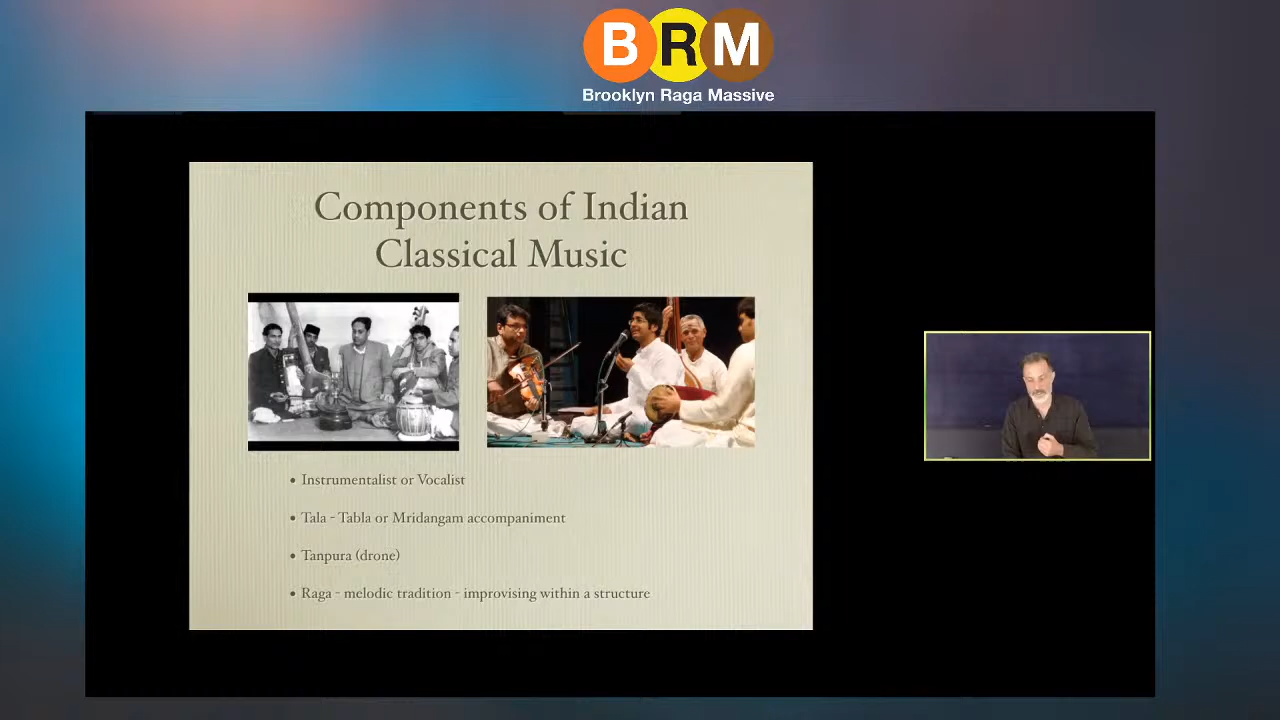 BRM
Brooklyn Raga Massive
Components of Indian
Classical Music
• Instrumentalist or Vocalist
• Tala - Tabla or Mridangam accompaniment
• Tanpura (drone)
• Raga - melodic tradition - improvising within a structure